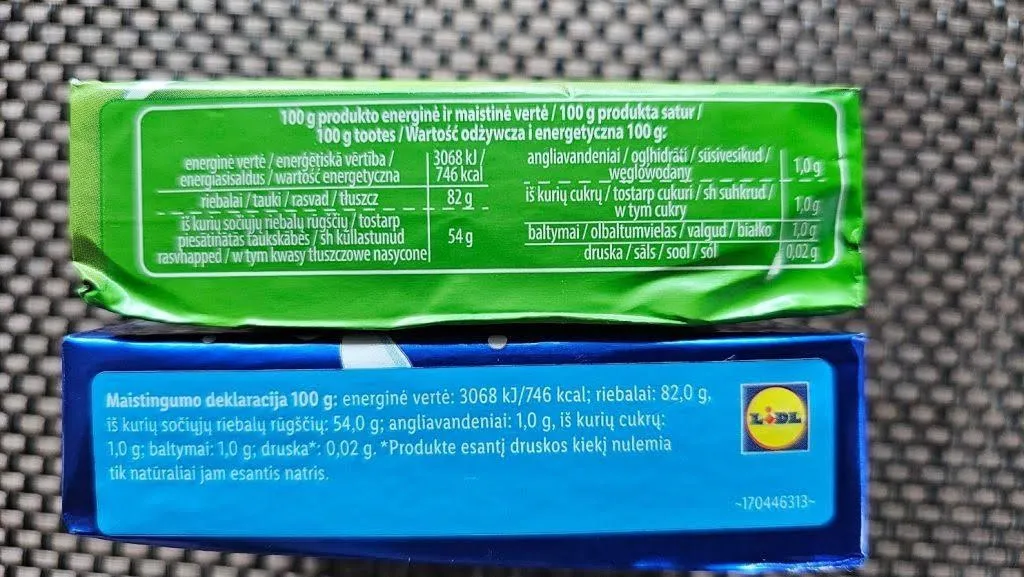 100 g produkto energinė ir maistinė vertė / 100 g produkta satur /
100 g tootes / Wartość odżywcza i energetyczna 100 g:
energinė vertė / enerģētiskā vērtība /
energiasisaldus / wartość energetyczna
3068 kJ /
746 kcal
riebalai / tauki / rasvad / tłuszcz
82 g
iš kurių sočiųjų riebalų rūgščių / tostarp
piesātinātās taukskābes / sh küllastunud
rasvhapped / w tym kwasy tłuszczowe nasycone
54 g
angliavandeniai / ogļhidrāti / süsivesikud /
węglowodany
1,0 g
iš kurių cukrų / tostarp cukuri / sh suhkrud /
w tym cukry
1,0 g
baltymai / olbaltumvielas / valgud / białko
1,0 g
druska / sāls / sool / sól
0,02 g
Maistingumo deklaracija 100 g: energinė vertė: 3068 kJ/746 kcal; riebalai: 82,0 g,
iš kurių sočiųjų riebalų rūgščių: 54,0 g; angliavandeniai: 1,0 g, iš kurių cukrų:
1,0 g; baltymai: 1,0 g; druska*: 0,02 g. *Produkte esantį druskos kiekį nulemia
tik natūraliai jam esantis natris.
LIDL
~170446313~